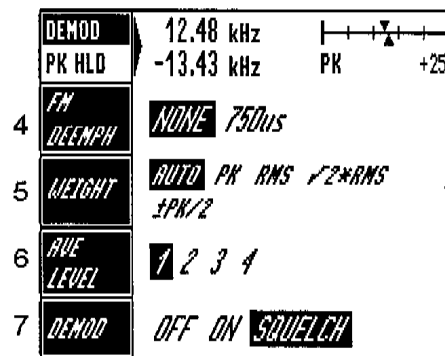 DEMOD 12.48 kHz
PK HLD -13.43 kHz PK +25
4 FM DEEMPH NONE 750us
5 WEIGHT AUTO PK RMS √2*RMS
±PK/2
6 AVE LEVEL 1 2 3 4
7 DEMOD OFF ON SQUELCH